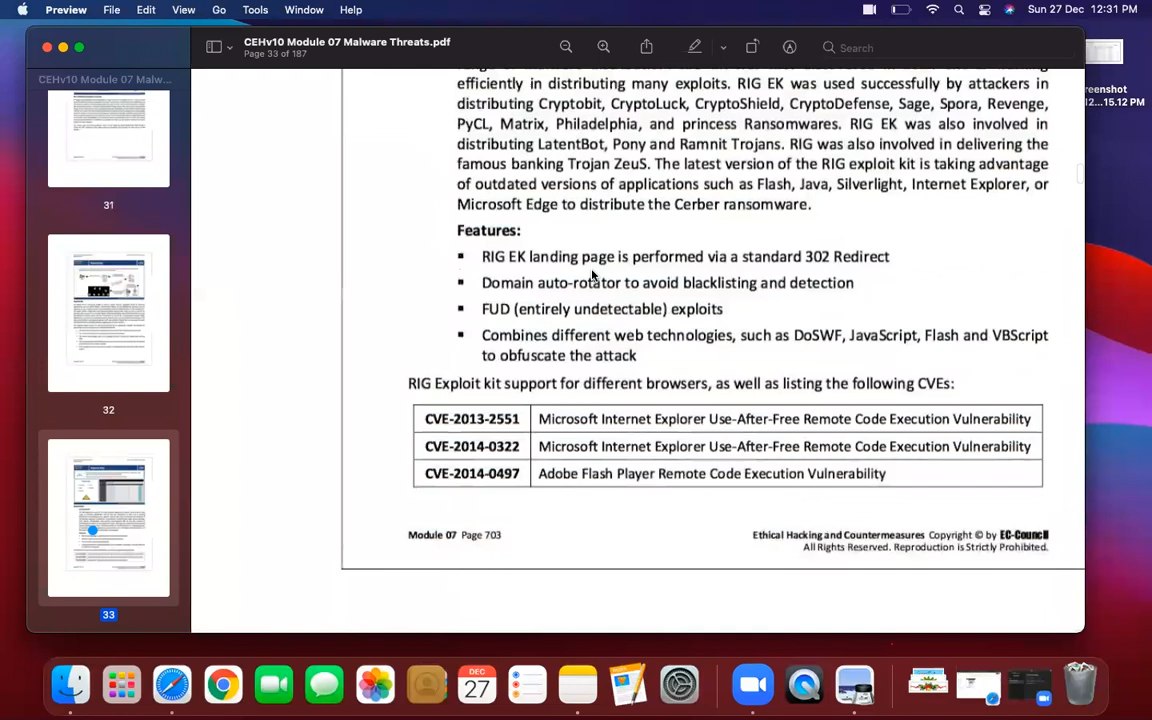 Preview File Edit View Go Tools Window Help Sun 27 Dec 12:31 PM
CEHv10 Module 07 Malware Threats.pdf
Page 33 of 187
Search
CEHv10 Module 07 Malw...
31
32
33
efficiently in distributing many exploits. RIG EK was used successfully by attackers in
distributing Cryptobit, CryptoLuck, CryptoShield, CryptoDefense, Sage, Spora, Revenge,
PyCL, Matrix, Philadelphia, and princess Ransomwares. RIG EK was also involved in
distributing LatentBot, Pony and Ramnit Trojans. RIG was also involved in delivering the
famous banking Trojan ZeuS. The latest version of the RIG exploit kit is taking advantage
of outdated versions of applications such as Flash, Java, Silverlight, Internet Explorer, or
Microsoft Edge to distribute the Cerber ransomware.
Features:
▪ RIG EK landing page is performed via a standard 302 Redirect
▪ Domain auto-rotator to avoid blacklisting and detection
▪ FUD (entirely undetectable) exploits
▪ Combines different web technologies, such as DoSWF, JavaScript, Flash and VBScript
to obfuscate the attack
RIG Exploit kit support for different browsers, as well as listing the following CVEs:
CVE-2013-2551 Microsoft Internet Explorer Use-After-Free Remote Code Execution Vulnerability
CVE-2014-0322 Microsoft Internet Explorer Use-After-Free Remote Code Execution Vulnerability
CVE-2014-0497 Adobe Flash Player Remote Code Execution Vulnerability
Module 07 Page 703
Ethical Hacking and Countermeasures Copyright © by EC-Council
All Rights Reserved. Reproduction is Strictly Prohibited.
reenshot
12...15.12 PM
DEC
27